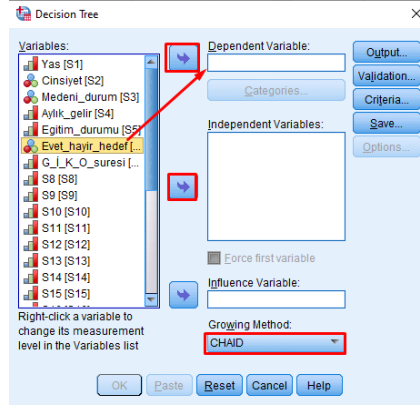 Decision Tree
Variables:
Yas [S1]
Cinsiyet [S2]
Medeni_durum [S3]
Aylık_gelir [S4]
Egitim_durumu [S5]
Evet_hayir_hedef [...
G_İ_K_O_suresi [...
S8 [S8]
S9 [S9]
S10 [S10]
S11 [S11]
S12 [S12]
S13 [S13]
S14 [S14]
S15 [S15]
Right-click a variable to
change its measurement
level in the Variables list
Dependent Variable:
Categories...
Independent Variables:
Force first variable
Influence Variable:
Growing Method:
CHAID
Output...
Validation...
Criteria...
Save...
Options...
OK Paste Reset Cancel Help